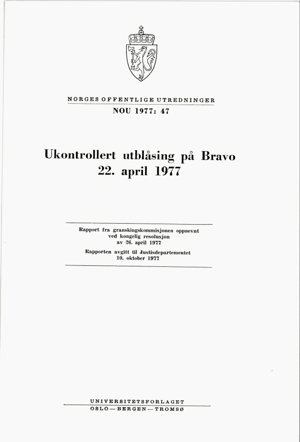 NORGES OFFENTLIGE UTREDNINGER
NOU 1977: 47
Ukontrollert utblåsing på Bravo
22. april 1977
Rapport fra granskingskommisjonen oppnevnt
ved kongelig resolusjon
av 26. april 1977
Rapporten avgitt til Justisdepartementet
10. oktober 1977
UNIVERSITETSFORLAGET
OSLO — BERGEN — TROMSØ